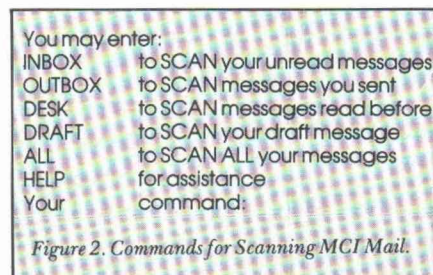 You may enter:
INBOX to SCAN your unread messages
OUTBOX to SCAN messages you sent
DESK to SCAN messages read before
DRAFT to SCAN your draft message
ALL to SCAN ALL your messages
HELP for assistance
Your command:
Figure 2. Commands for Scanning MCI Mail.